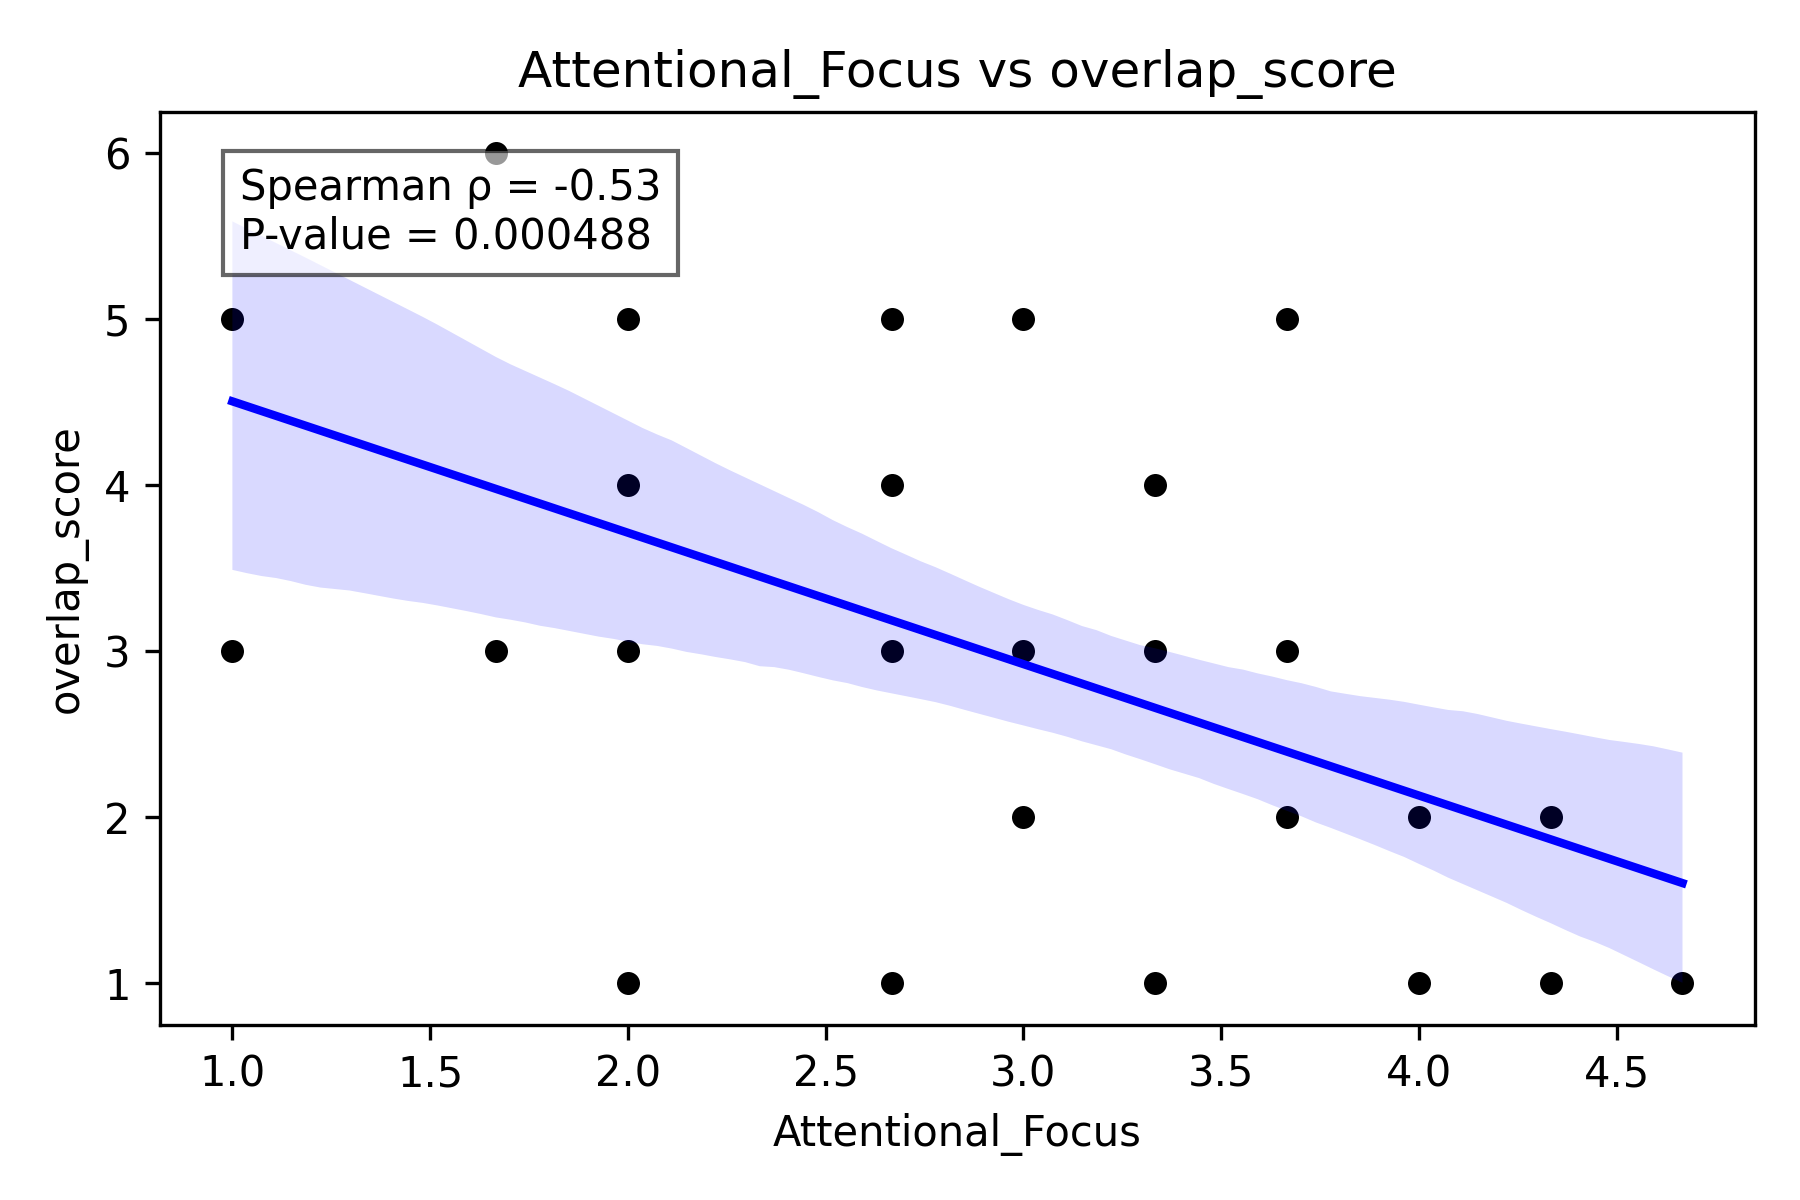 Attentional_Focus vs overlap_score
Spearman ρ = -0.53
P-value = 0.000488
overlap_score
6
5
4
3
2
1
1.0 1.5 2.0 2.5 3.0 3.5 4.0 4.5
Attentional_Focus